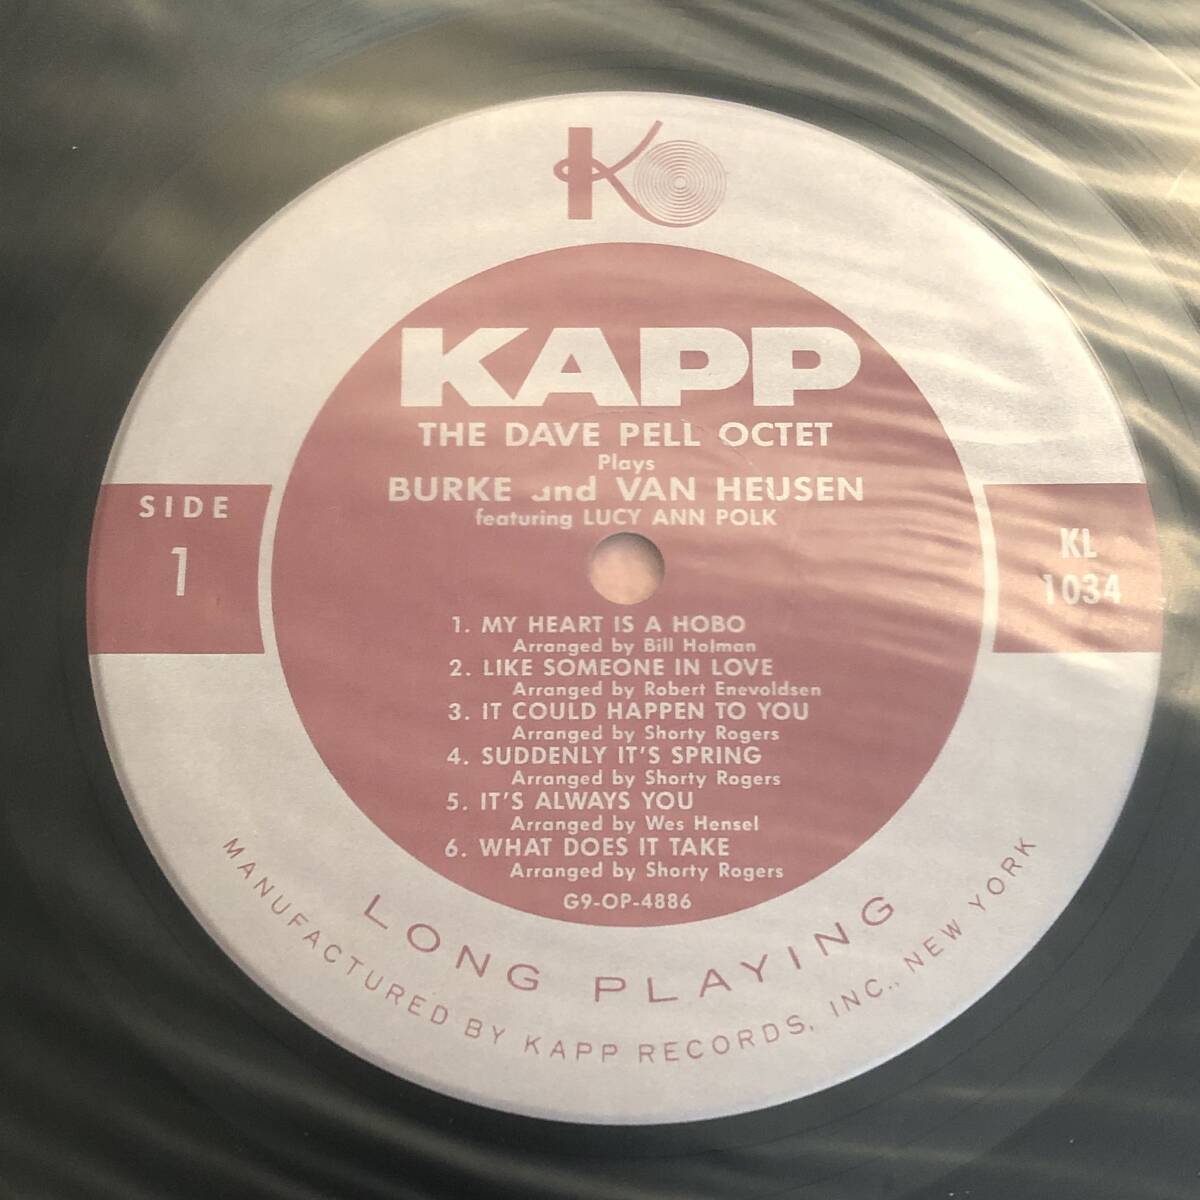 K
KAPP
THE DAVE PELL OCTET
Plays
BURKE and VAN HEUSEN
featuring LUCY ANN POLK
SIDE
1
KL
1034
1. MY HEART IS A HOBO
Arranged by Bill Holman
2. LIKE SOMEONE IN LOVE
Arranged by Robert Enevoldsen
3. IT COULD HAPPEN TO YOU
Arranged by Shorty Rogers
4. SUDDENLY IT'S SPRING
Arranged by Shorty Rogers
5. IT'S ALWAYS YOU
Arranged by Wes Hensel
6. WHAT DOES IT TAKE
Arranged by Shorty Rogers
G9-OP-4886
LONG PLAYING
MANUFACTURED BY KAPP RECORDS, INC., NEW YORK